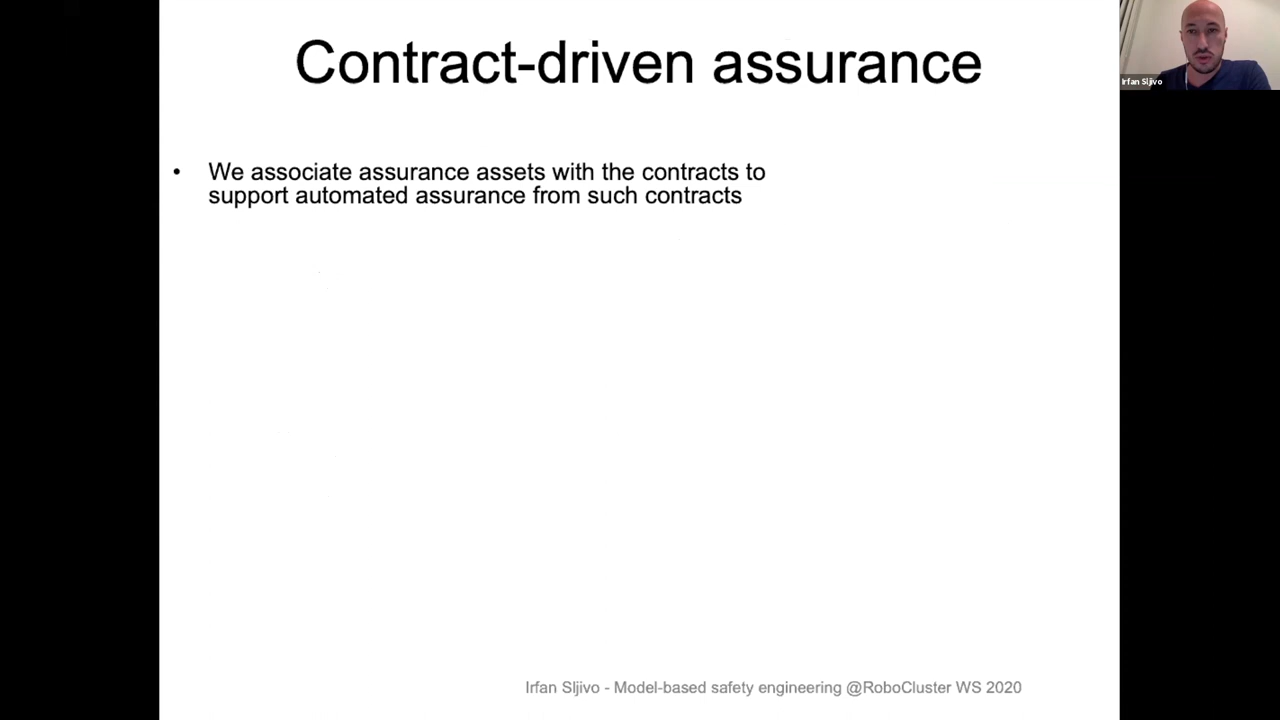 Contract-driven assurance
Irfan Sljivo
• We associate assurance assets with the contracts to
support automated assurance from such contracts
Irfan Sljivo - Model-based safety engineering @RoboCluster WS 2020